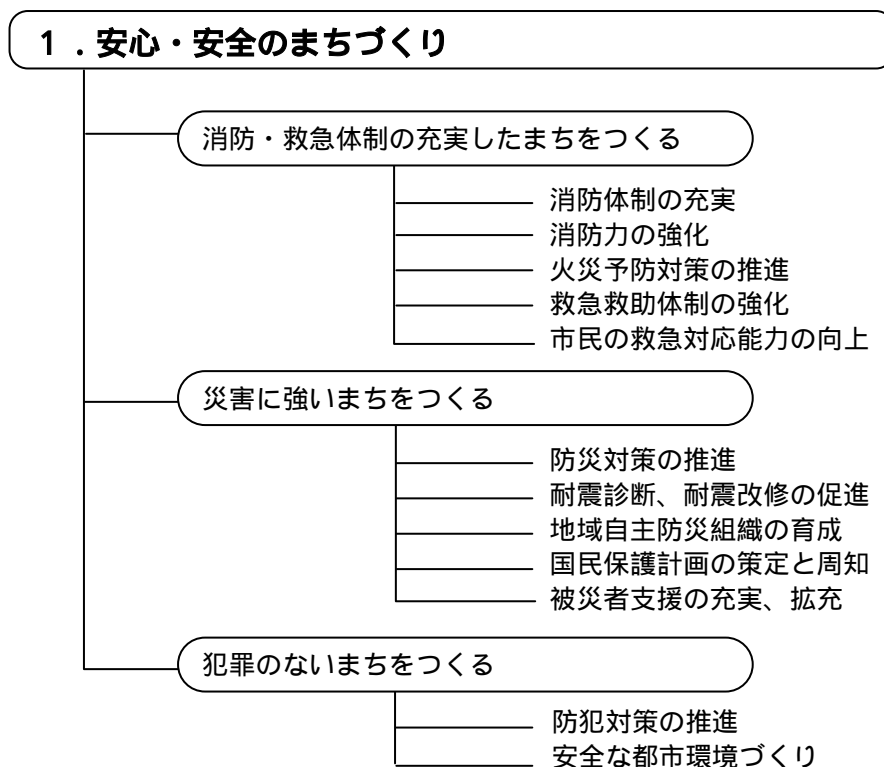 1．安心・安全のまちづくり
消防・救急体制の充実したまちをつくる
消防体制の充実
消防力の強化
火災予防対策の推進
救急救助体制の強化
市民の救急対応能力の向上
災害に強いまちをつくる
防災対策の推進
耐震診断、耐震改修の促進
地域自主防災組織の育成
国民保護計画の策定と周知
被災者支援の充実、拡充
犯罪のないまちをつくる
防犯対策の推進
安全な都市環境づくり